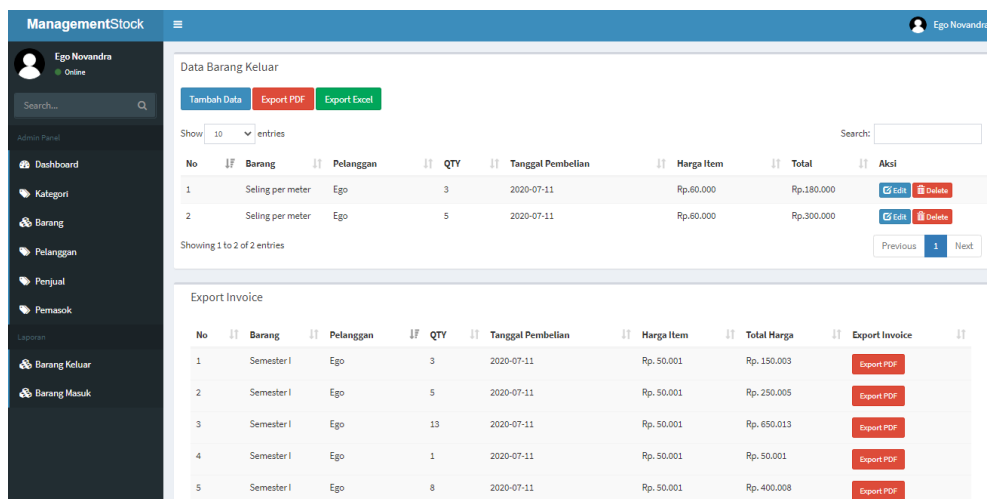 ManagementStock
Ego Novandra
Ego Novandra
Online
Search...
Admin Panel
Dashboard
Kategori
Barang
Pelanggan
Penjual
Pemasok
Laporan
Barang Keluar
Barang Masuk
Data Barang Keluar
Tambah Data Export PDF Export Excel
Show 10 entries Search:
No Barang Pelanggan QTY Tanggal Pembelian Harga Item Total Aksi
1 Seling per meter Ego 3 2020-07-11 Rp.60.000 Rp.180.000 Edit Delete
2 Seling per meter Ego 5 2020-07-11 Rp.60.000 Rp.300.000 Edit Delete
Showing 1 to 2 of 2 entries Previous 1 Next
Export Invoice
No Barang Pelanggan QTY Tanggal Pembelian Harga Item Total Harga Export Invoice
1 Semester I Ego 3 2020-07-11 Rp. 50.001 Rp. 150.003 Export PDF
2 Semester I Ego 5 2020-07-11 Rp. 50.001 Rp. 250.005 Export PDF
3 Semester I Ego 13 2020-07-11 Rp. 50.001 Rp. 650.013 Export PDF
4 Semester I Ego 1 2020-07-11 Rp. 50.001 Rp. 50.001 Export PDF
5 Semester I Ego 8 2020-07-11 Rp. 50.001 Rp. 400.008 Export PDF